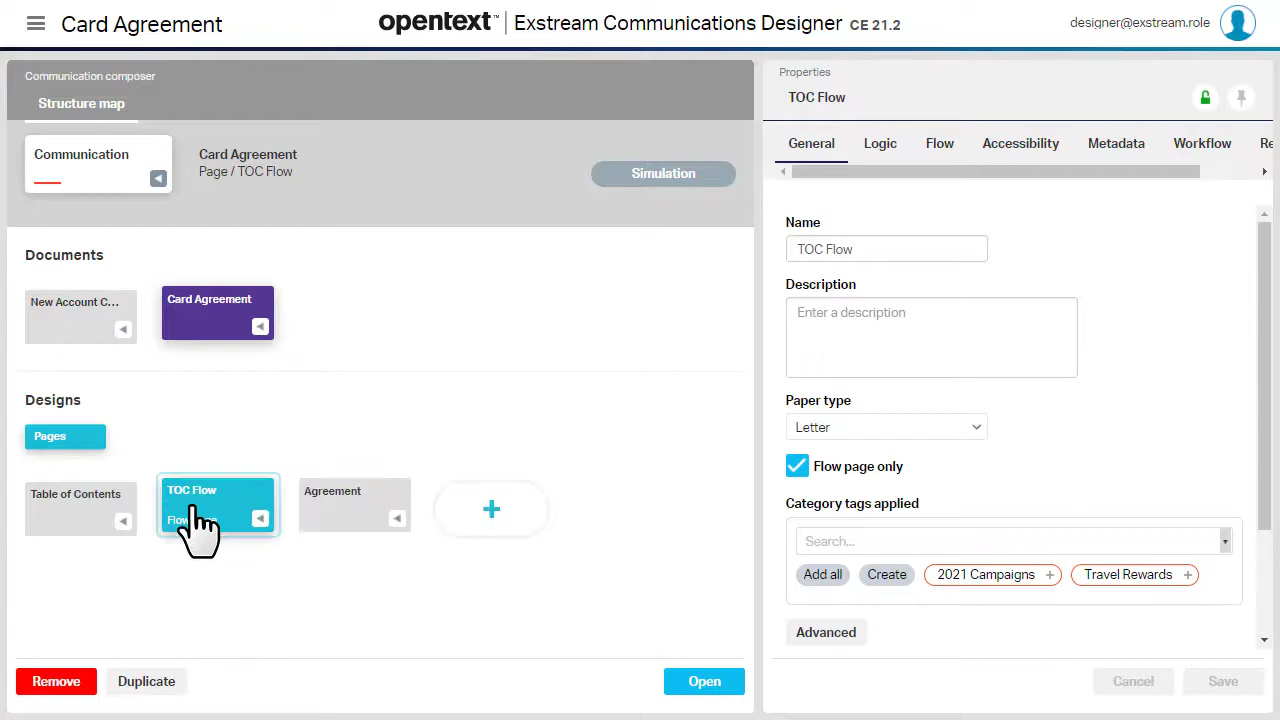 Card Agreement
opentext™ | Exstream Communications Designer CE 21.2
designer@exstream.role
Communication composer
Structure map
Communication
Card Agreement
Page / TOC Flow
Simulation
Documents
New Account C...
Card Agreement
Designs
Pages
Table of Contents
TOC Flow
Agreement
+
Remove
Duplicate
Open
Properties
TOC Flow
General Logic Flow Accessibility Metadata Workflow Re
Name
TOC Flow
Description
Enter a description
Paper type
Letter
Flow page only
Category tags applied
Search...
Add all Create 2021 Campaigns + Travel Rewards +
Advanced
Cancel Save